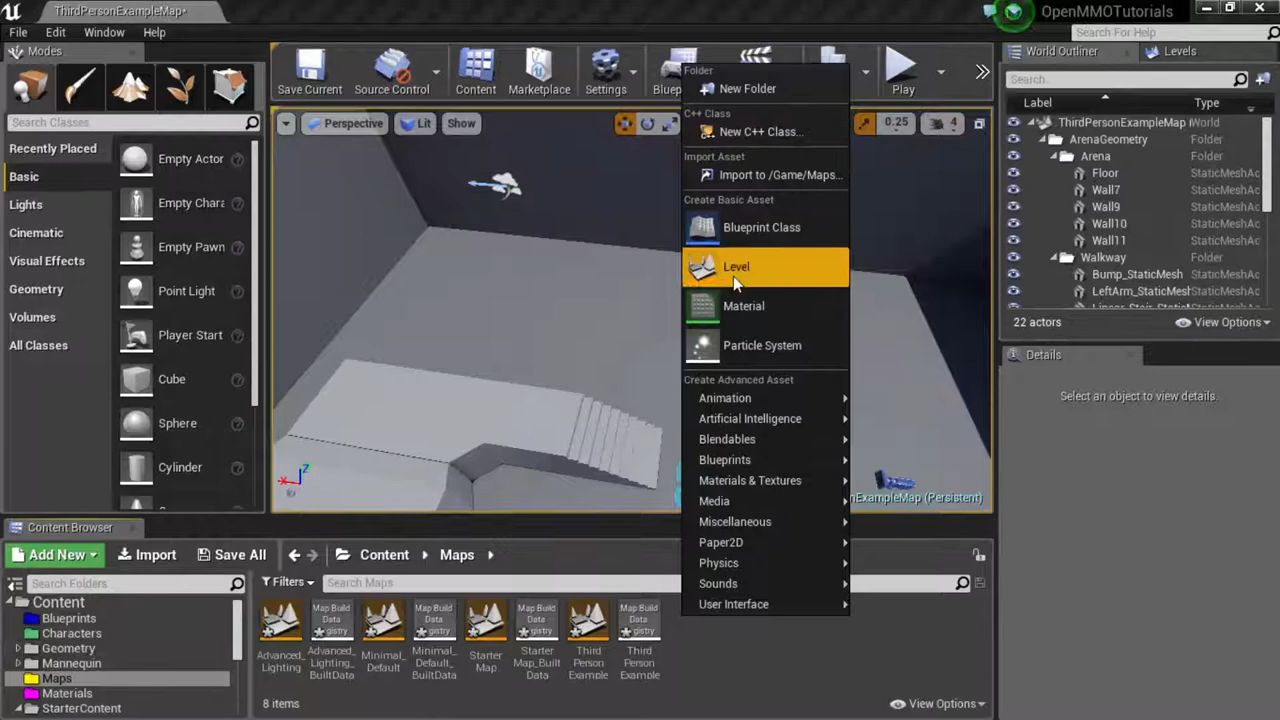 ThirdPersonExampleMap•
OpenMMOTutorials
File Edit Window Help
Search For Help
Modes
Save Current
Source Control
Content
Marketplace
Settings
Play
World Outliner
Levels
Search Classes
Search...
Label Type
Recently Placed
Basic
Lights
Cinematic
Visual Effects
Geometry
Volumes
All Classes
Empty Actor
Empty Chara
Empty Pawn
Point Light
Player Start
Cube
Sphere
Cylinder
Perspective
Lit
Show
0.25
4
Folder
New Folder
C++ Class
New C++ Class...
Import Asset
Import to /Game/Maps...
Create Basic Asset
Blueprint Class
Level
Material
Particle System
Create Advanced Asset
Animation
Artificial Intelligence
Blendables
Blueprints
Materials & Textures
Media
Miscellaneous
Paper2D
Physics
Sounds
User Interface
ThirdPersonExampleMap World
ArenaGeometry Folder
Arena Folder
Floor StaticMeshAc
Wall7 StaticMeshAc
Wall9 StaticMeshAc
Wall10 StaticMeshAc
Wall11 StaticMeshAc
Walkway Folder
Bump_StaticMesh StaticMeshAc
LeftArm_StaticMesh StaticMeshAc
22 actors
View Options
Details
Select an object to view details.
X Z
nExampleMap (Persistent)
Content Browser
Add New
Import
Save All
Content Maps
Search Folders
Filters
Search Maps
Content
Blueprints
Characters
Geometry
Mannequin
Maps
Materials
StarterContent
Map Build Data gistry
Map Build Data gistry
Map Build Data gistry
Map Build Data gistry
Advanced_ Lighting
Advanced_ Lighting_ BuiltData
Minimal_ Default
Minimal_ Default_ BuiltData
Starter Map
Starter Map_Built Data
Third Person Example
Third Person Example
8 items
View Options